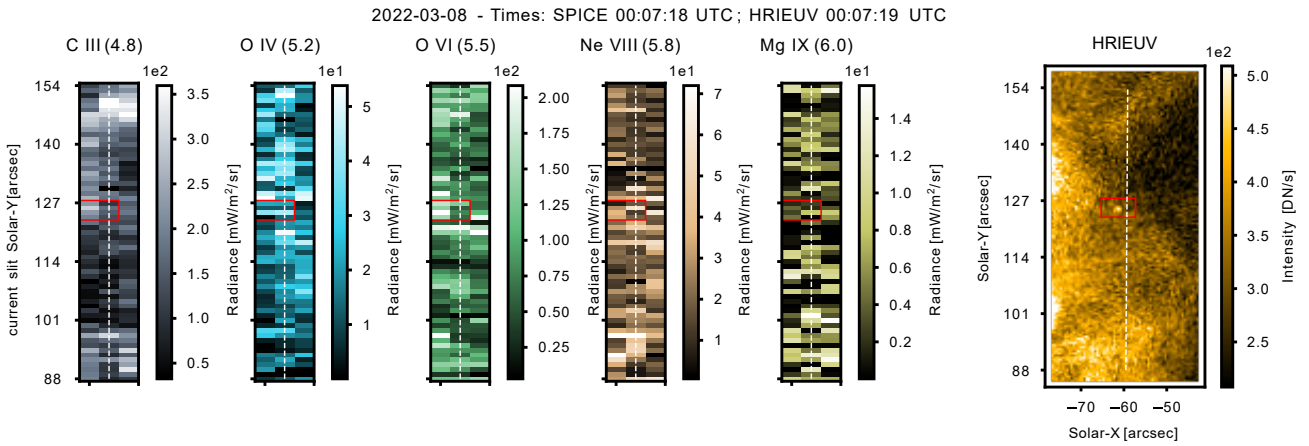 2022-03-08 - Times: SPICE 00:07:18 UTC; HRIEUV 00:07:19 UTC
C III (4.8)
O IV (5.2)
O VI (5.5)
Ne VIII (5.8)
Mg IX (6.0)
HRIEUV
1e2
1e1
1e2
1e1
1e1
1e2
current slit Solar-Y[arcsec]
154
140
127
114
101
88
3.5
3.0
2.5
2.0
1.5
1.0
0.5
Radiance [mW/m²/sr]
5
4
3
2
1
Radiance [mW/m²/sr]
2.00
1.75
1.50
1.25
1.00
0.75
0.50
0.25
Radiance [mW/m²/sr]
7
6
5
4
3
2
1
Radiance [mW/m²/sr]
1.4
1.2
1.0
0.8
0.6
0.4
0.2
Radiance [mW/m²/sr]
Solar-Y [arcsec]
154
140
127
114
101
88
−70 −60 −50
Solar-X [arcsec]
5.0
4.5
4.0
3.5
3.0
2.5
Intensity [DN/s]